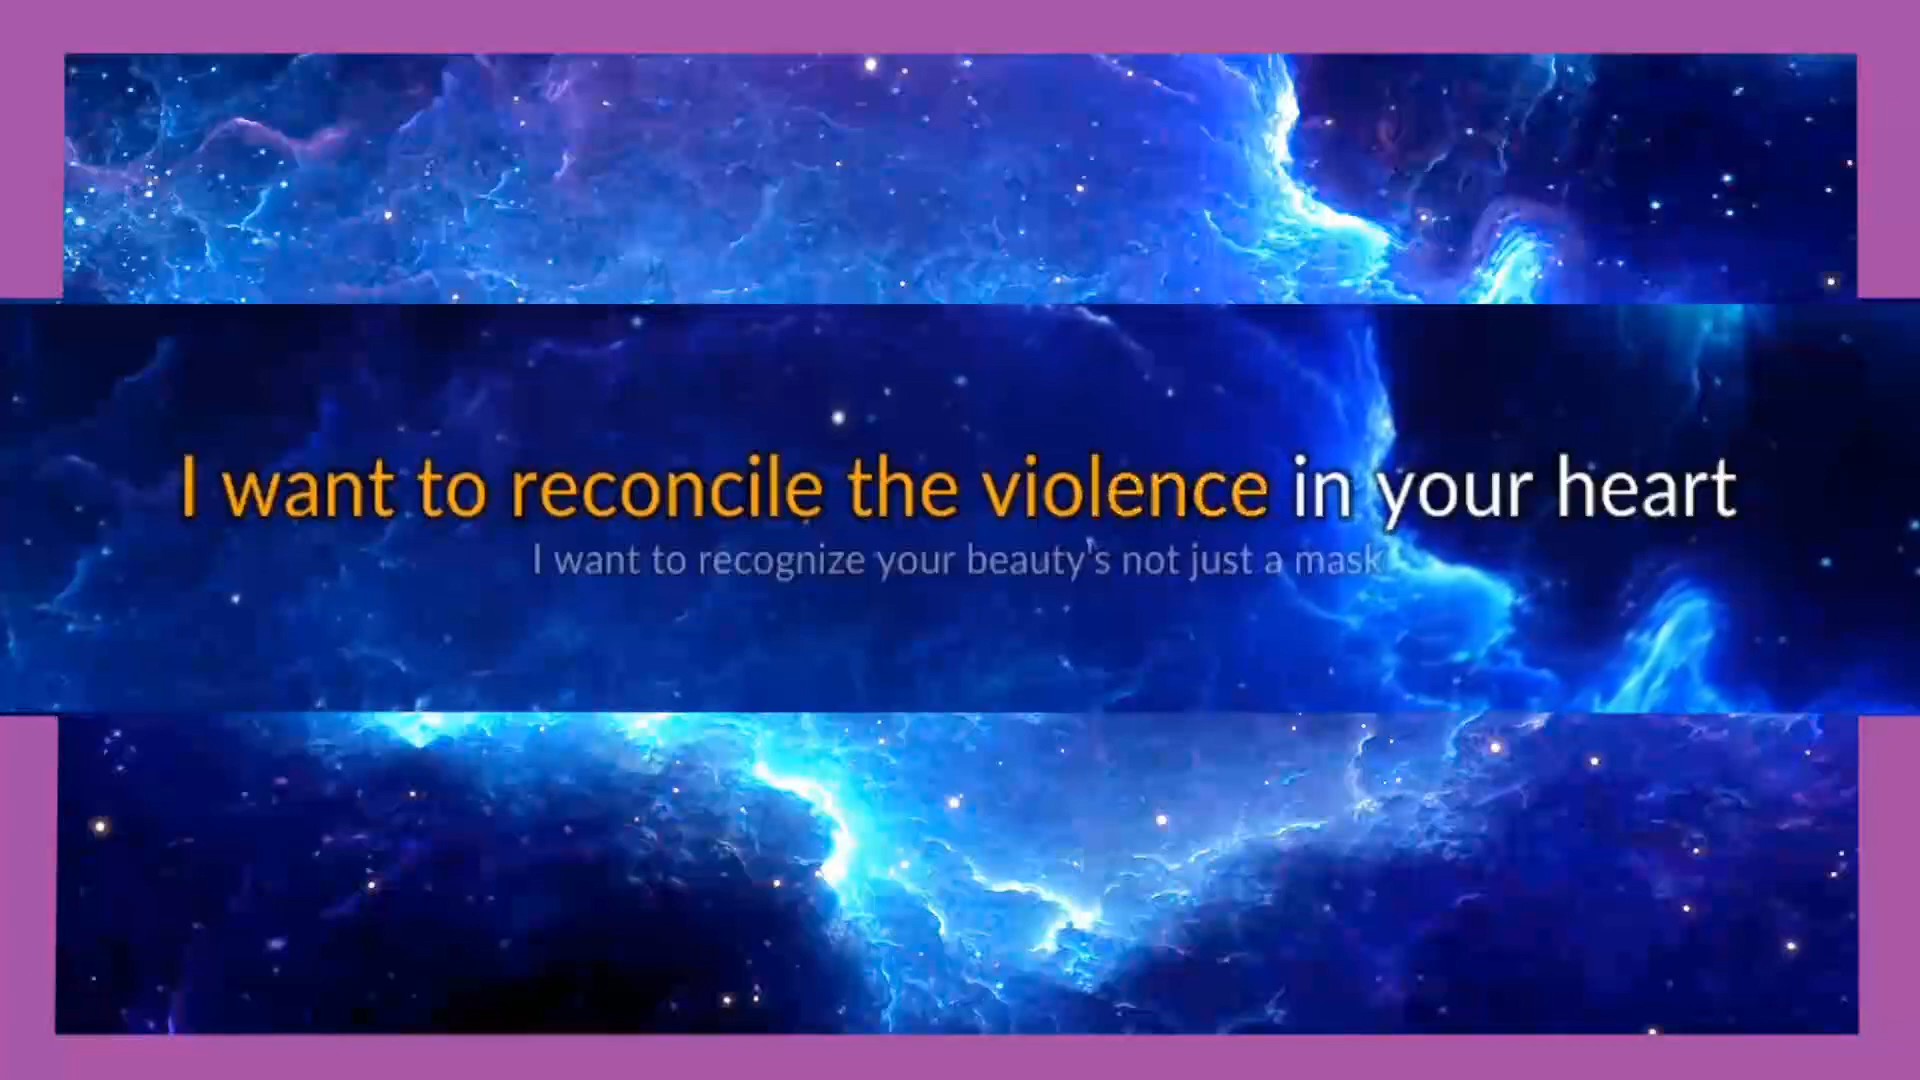 I want to reconcile the violence in your heart
I want to recognize your beauty's not just a mask